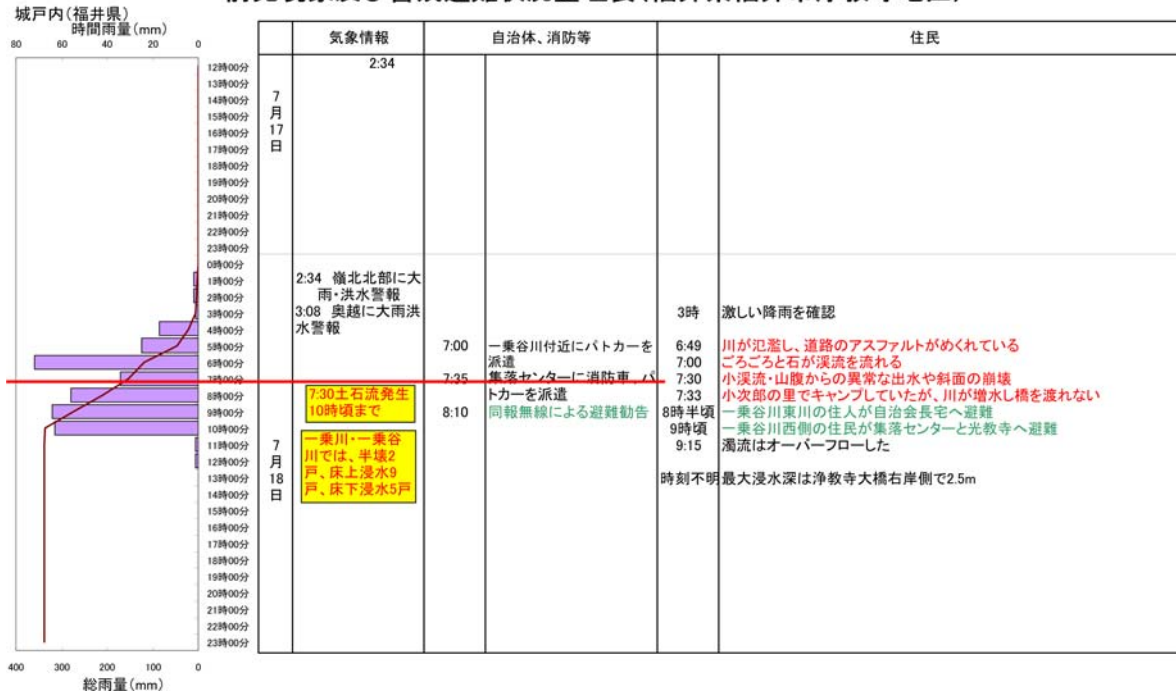 城戸内(福井県)
時間雨量(mm)
80 60 40 20 0
気象情報
自治体、消防等
住民
2:34
12時00分
13時00分
14時00分
15時00分
16時00分
17時00分
18時00分
19時00分
20時00分
21時00分
22時00分
23時00分
0時00分
1時00分
2時00分
3時00分
4時00分
5時00分
6時00分
7時00分
8時00分
9時00分
10時00分
11時00分
12時00分
13時00分
14時00分
15時00分
16時00分
17時00分
18時00分
19時00分
20時00分
21時00分
22時00分
23時00分
400 300 200 100 0
総雨量(mm)
7
月
17
日
7
月
18
日
2:34 嶺北北部に大
雨・洪水警報
3:08 奥越に大雨洪
水警報
7:30土石流発生
10時頃まで
一乗川・一乗谷
川では、半壊2
戸、床上浸水9
戸、床下浸水5戸
7:00 一乗谷川付近にパトカーを
派遣
7:35 集落センターに消防車、パ
トカーを派遣
8:10 同報無線による避難勧告
3時 激しい降雨を確認
6:49 川が氾濫し、道路のアスファルトがめくれている
7:00 ごろごろと石が渓流を流れる
7:30 小渓流・山腹からの異常な出水や斜面の崩壊
7:33 小次郎の里でキャンプしていたが、川が増水し橋を渡れない
8時半頃 一乗谷川東川の住人が自治会長宅へ避難
9時頃 一乗谷川西側の住民が集落センターと光教寺へ避難
9:15 濁流はオーバーフローした
時刻不明 最大浸水深は浄教寺大橋右岸側で2.5m